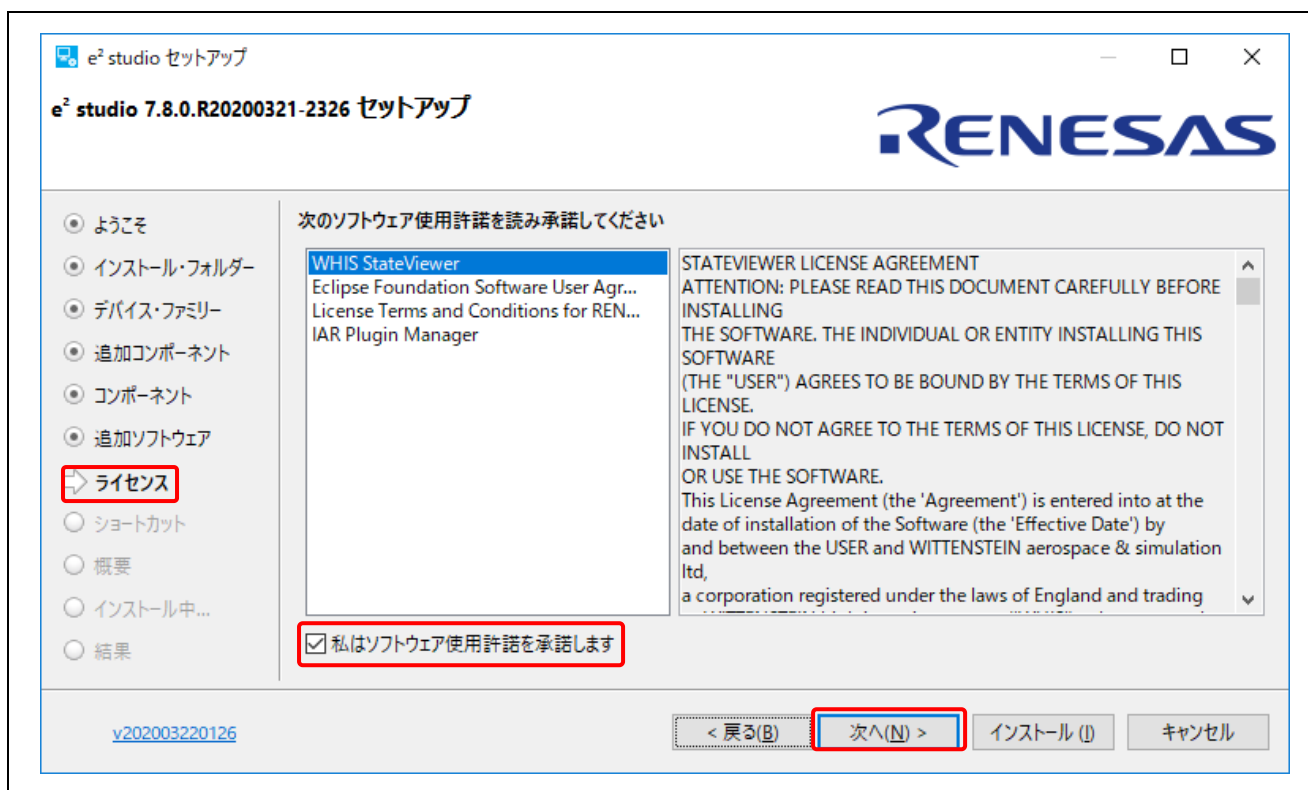 e² studio セットアップ
e² studio 7.8.0.R20200321-2326 セットアップ
RENESAS
ようこそ
インストール・フォルダー
デバイス・ファミリー
追加コンポーネント
コンポーネント
追加ソフトウェア
ライセンス
ショートカット
概要
インストール中...
結果
次のソフトウェア使用許諾を読み承諾してください
WHIS StateViewer
Eclipse Foundation Software User Agr...
License Terms and Conditions for REN...
IAR Plugin Manager
STATEVIEWER LICENSE AGREEMENT
ATTENTION: PLEASE READ THIS DOCUMENT CAREFULLY BEFORE
INSTALLING
THE SOFTWARE. THE INDIVIDUAL OR ENTITY INSTALLING THIS
SOFTWARE
(THE "USER") AGREES TO BE BOUND BY THE TERMS OF THIS
LICENSE.
IF YOU DO NOT AGREE TO THE TERMS OF THIS LICENSE, DO NOT
INSTALL
OR USE THE SOFTWARE.
This License Agreement (the 'Agreement') is entered into at the
date of installation of the Software (the 'Effective Date') by
and between the USER and WITTENSTEIN aerospace & simulation
ltd,
a corporation registered under the laws of England and trading
私はソフトウェア使用許諾を承諾します
v202003220126
< 戻る(B)
次へ(N) >
インストール (I)
キャンセル